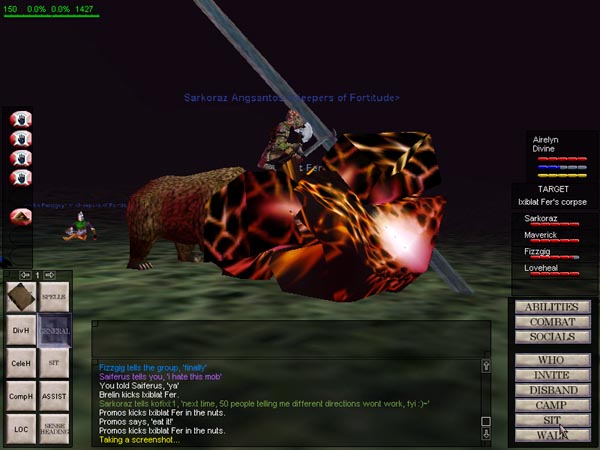 150 0.0% 0.0% 1427
Sarkoraz Angsantos
eepers of Fortitude>
t Fer
Airelyn
Divine
TARGET
Ixiblat Fer's corpse
Sarkoraz
Maverick
Fizzgig
Loveheal
1
SPELLS
DivH
GENERAL
CeleH
SIT
CompH
ASSIST
LOC
SENSE
HEADING
Fizzgig tells the group, 'finally'
Saiferus tells you, 'i hate this mob'
You told Saiferus, 'ya'
Brelin kicks Ixiblat Fer.
Sarkoraz tells kofxi:1, 'next time, 50 people telling me different directions wont work, fyi :)~'
Promos kicks Ixiblat Fer in the nuts.
Promos says, 'eat it!'
Promos kicks Ixiblat Fer in the nuts.
Taking a screenshot...
ABILITIES
COMBAT
SOCIALS
WHO
INVITE
DISBAND
CAMP
SIT
WALK